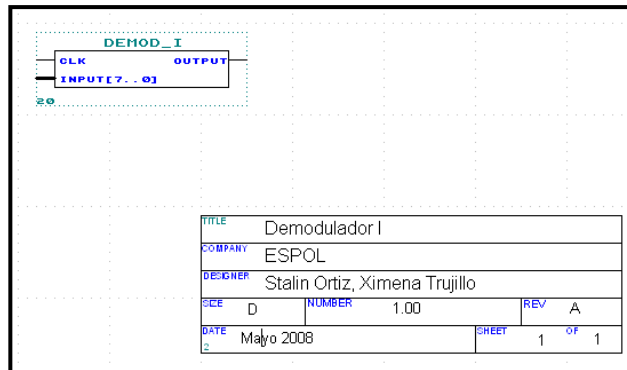 DEMOD_I
CLK OUTPUT
INPUT[7..0]
20
TITLE Demodulador I
COMPANY ESPOL
DESIGNER Stalin Ortiz, Ximena Trujillo
SIZE D NUMBER 1.00 REV A
DATE Mayo 2008 SHEET 1 OF 1
2